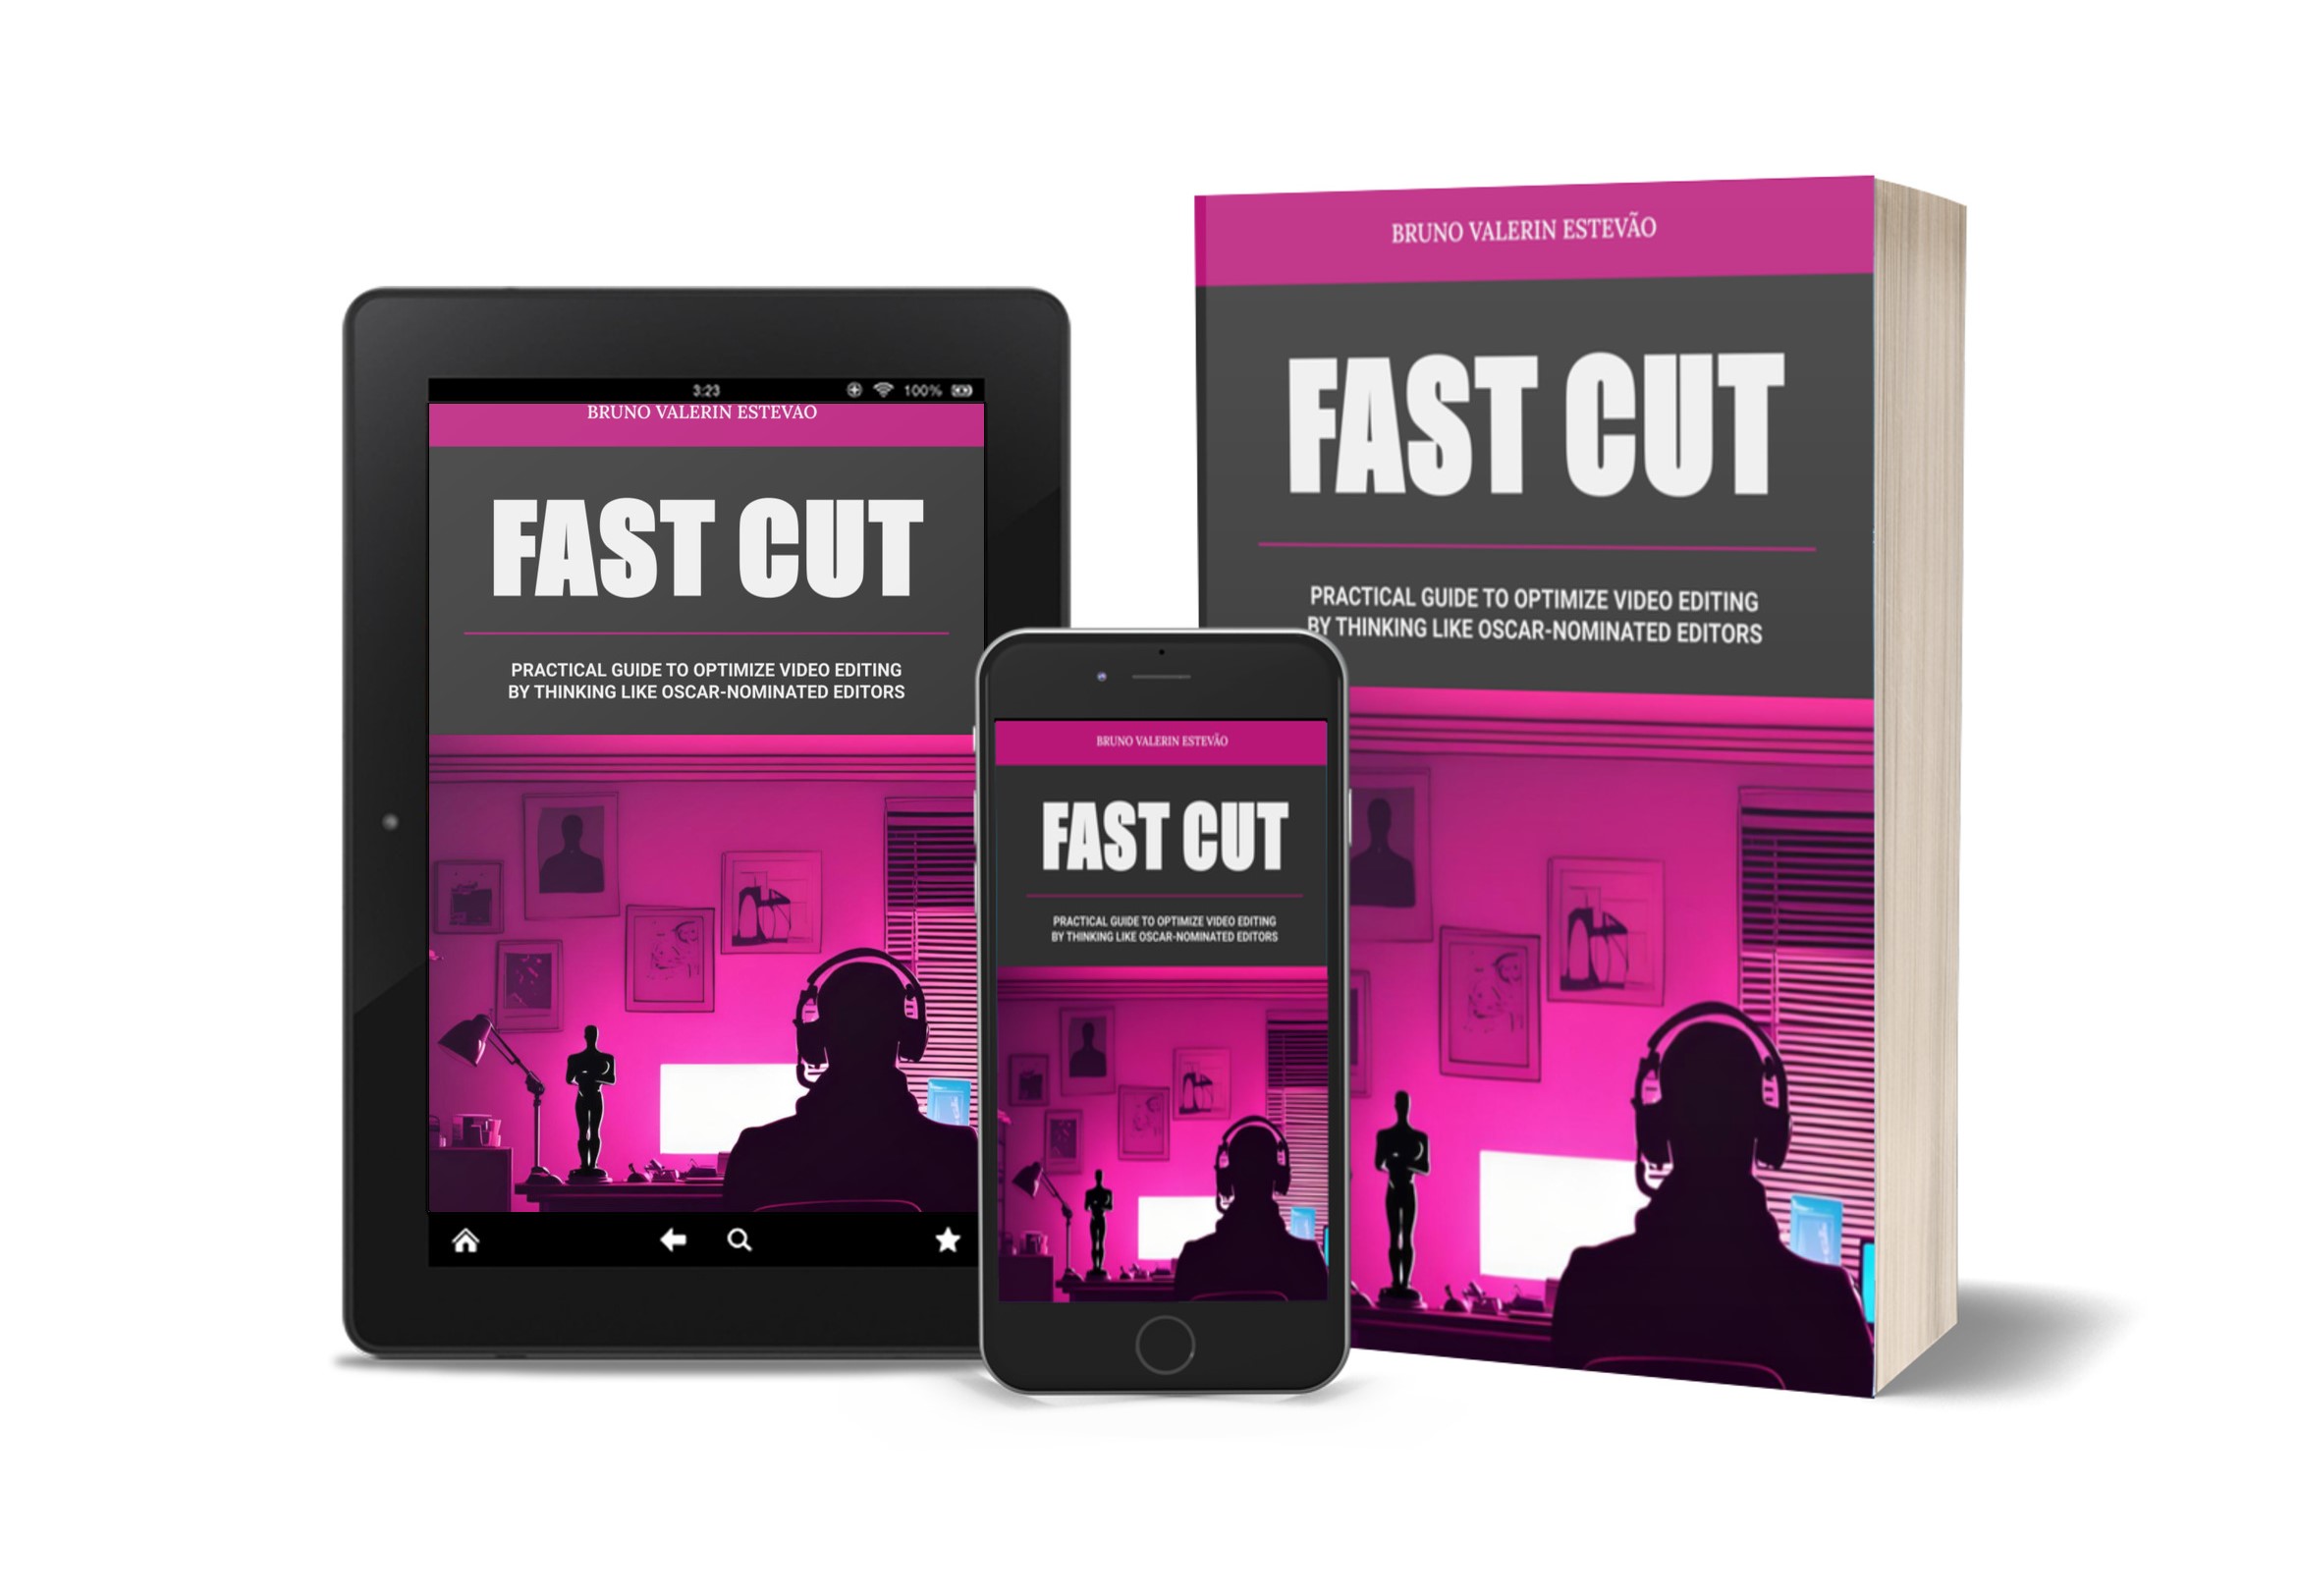 3:23
100%
BRUNO VALERIN ESTEVÃO
FAST CUT
PRACTICAL GUIDE TO OPTIMIZE VIDEO EDITING
BY THINKING LIKE OSCAR-NOMINATED EDITORS
BRUNO VALERIN ESTEVÃO
FAST CUT
PRACTICAL GUIDE TO OPTIMIZE VIDEO EDITING
BY THINKING LIKE OSCAR-NOMINATED EDITORS
BRUNO VALERIN ESTEVÃO
FAST CUT
PRACTICAL GUIDE TO OPTIMIZE VIDEO EDITING
BY THINKING LIKE OSCAR-NOMINATED EDITORS